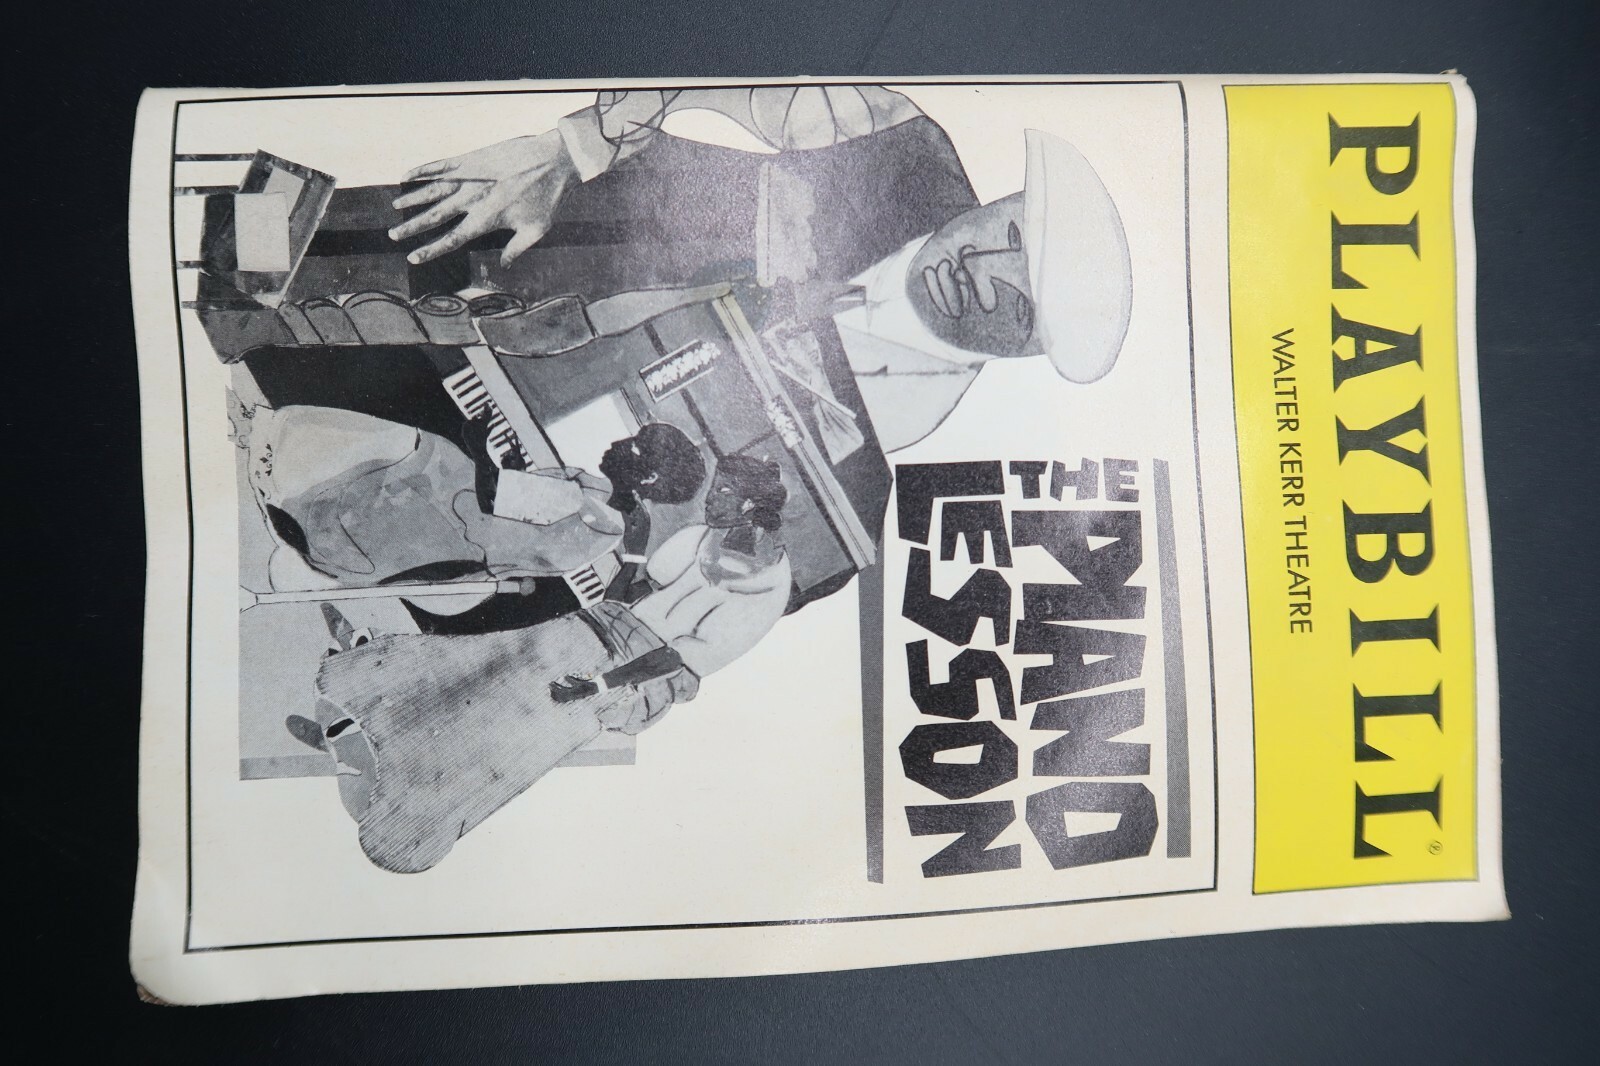 PLAYBILL®
WALTER KERR THEATRE
THE PIANO
LESSON